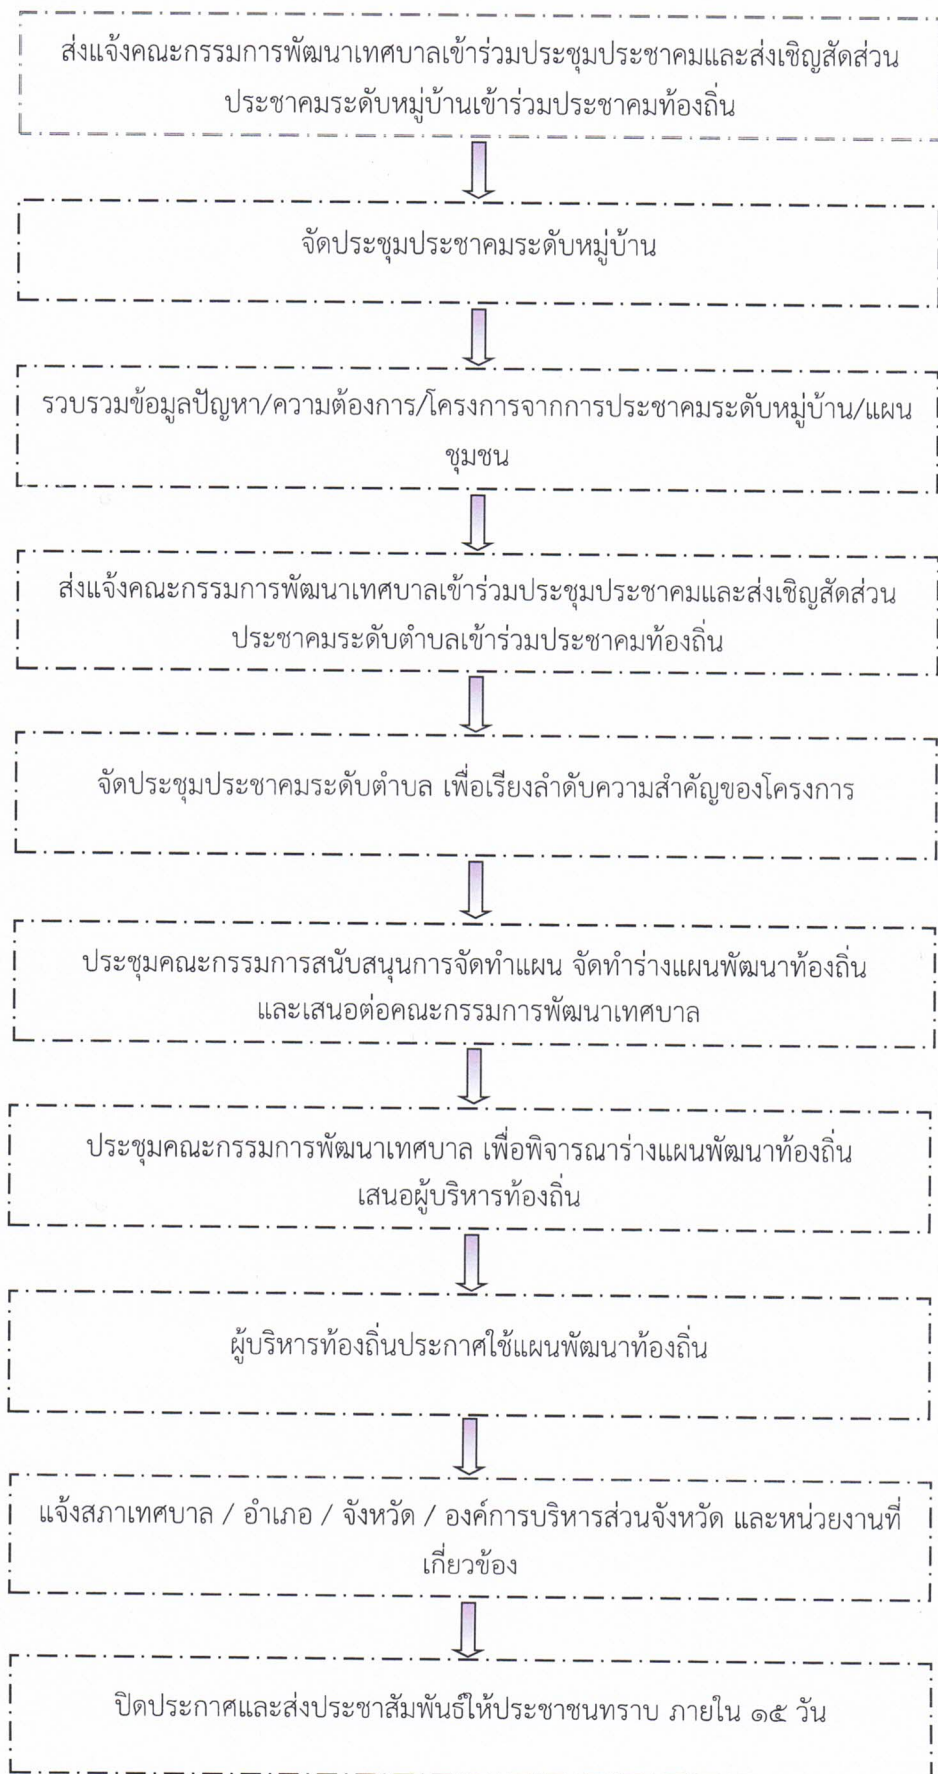 ส่งแจ้งคณะกรรมการพัฒนาเทศบาลเข้าร่วมประชุมประชาคมและส่งเชิญสัดส่วน
ประชาคมระดับหมู่บ้านเข้าร่วมประชาคมท้องถิ่น
จัดประชุมประชาคมระดับหมู่บ้าน
รวบรวมข้อมูลปัญหา/ความต้องการ/โครงการจากการประชาคมระดับหมู่บ้าน/แผน
ชุมชน
ส่งแจ้งคณะกรรมการพัฒนาเทศบาลเข้าร่วมประชุมประชาคมและส่งเชิญสัดส่วน
ประชาคมระดับตำบลเข้าร่วมประชาคมท้องถิ่น
จัดประชุมประชาคมระดับตำบล เพื่อเรียงลำดับความสำคัญของโครงการ
ประชุมคณะกรรมการสนับสนุนการจัดทำแผน จัดทำร่างแผนพัฒนาท้องถิ่น
และเสนอต่อคณะกรรมการพัฒนาเทศบาล
ประชุมคณะกรรมการพัฒนาเทศบาล เพื่อพิจารณาร่างแผนพัฒนาท้องถิ่น
เสนอผู้บริหารท้องถิ่น
ผู้บริหารท้องถิ่นประกาศใช้แผนพัฒนาท้องถิ่น
แจ้งสภาเทศบาล / อำเภอ / จังหวัด / องค์การบริหารส่วนจังหวัด และหน่วยงานที่
เกี่ยวข้อง
ปิดประกาศและส่งประชาสัมพันธ์ให้ประชาชนทราบ ภายใน ๑๕ วัน